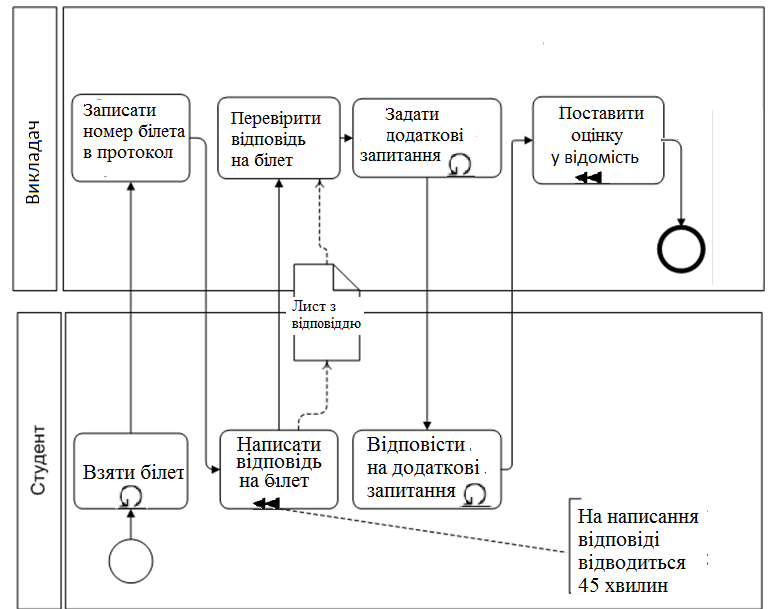 Викладач
Записати
номер білета
в протокол
Перевірити
відповідь
на білет
Задати
додаткові
запитання
Поставити
оцінку
у відомість
Лист з
відповіддю
Студент
Взяти білет
Написати
відповідь
на білет
Відповісти
на додаткові
запитання
На написання
відповіді
відводиться
45 хвилин